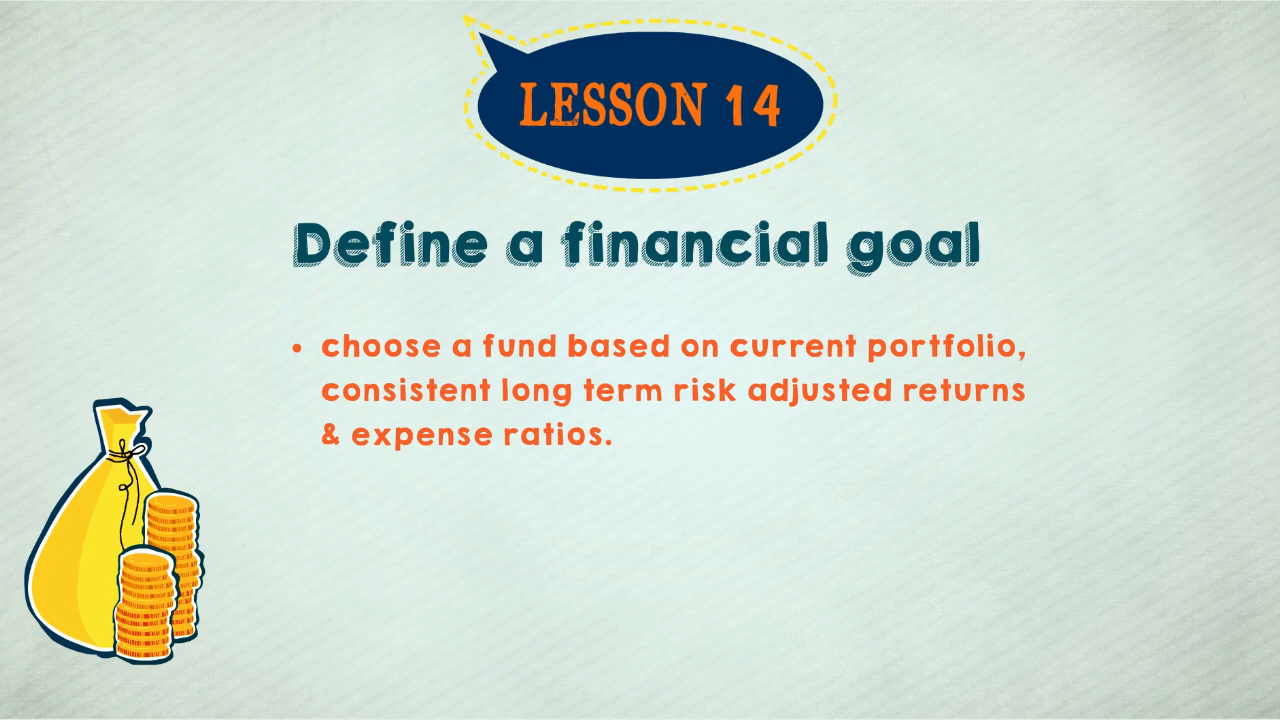 LESSON 14
Define a financial goal
• choose a fund based on current portfolio,
consistent long term risk adjusted returns
& expense ratios.